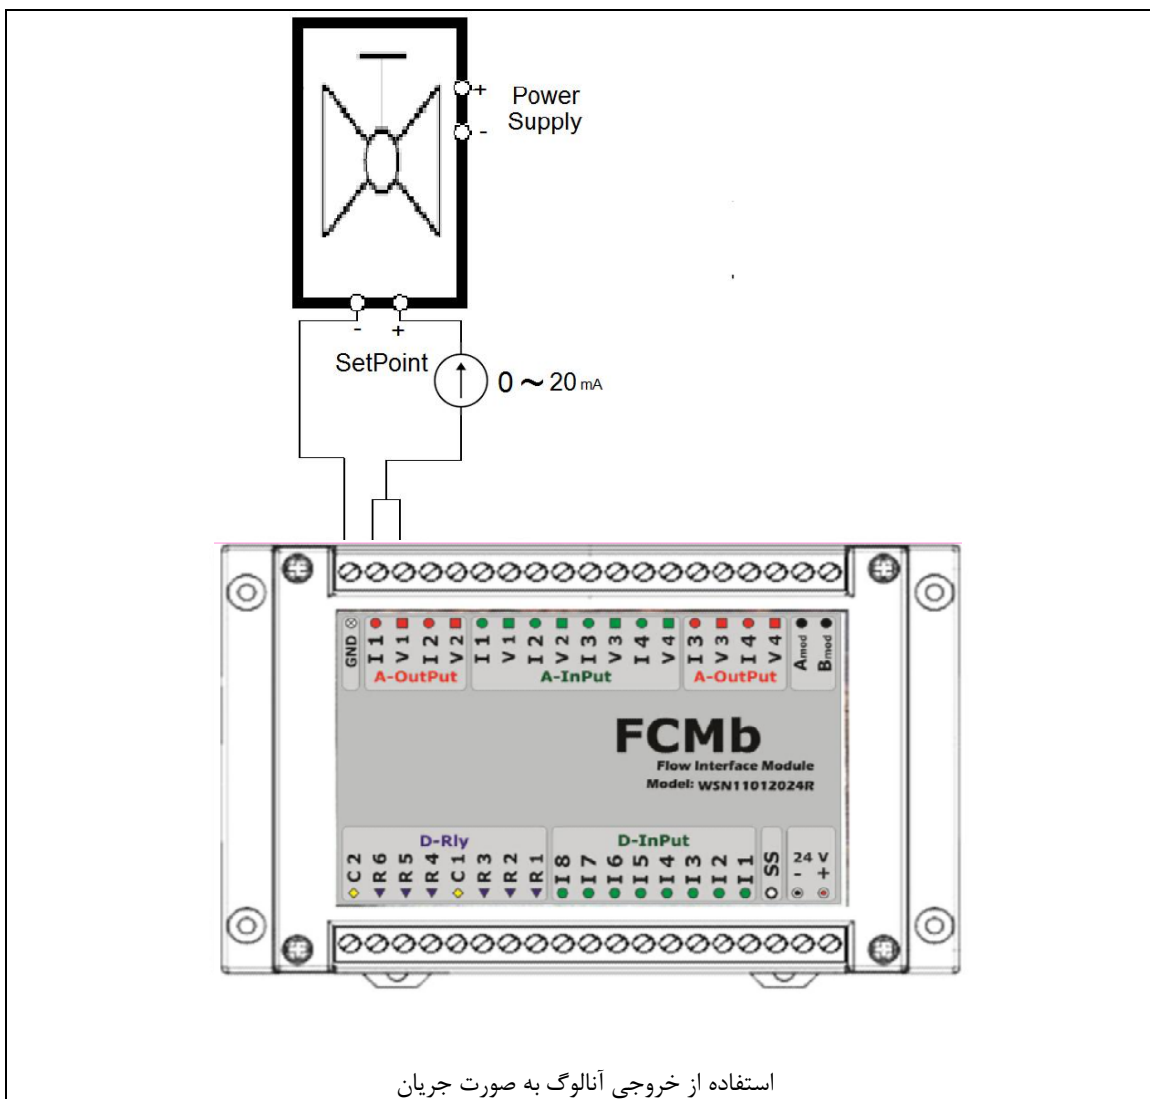 +
Power
Supply
-
- +
SetPoint
0 ~ 20 mA
GND I 1 V 1 I 2 V 2 I 1 V 1 I 2 V 2 I 3 V 3 I 4 V 4 I 3 V 3 I 4 V 4 Amod Bmod
A-OutPut A-InPut A-OutPut
FCMb
Flow Interface Module
Model: WSN11012024R
D-Rly D-InPut
C 2 R 6 R 5 R 4 C 1 R 3 R 2 R 1 I 8 I 7 I 6 I 5 I 4 I 3 I 2 I 1 SS 24 V
- +
استفاده از خروجی آنالوگ به صورت جریان